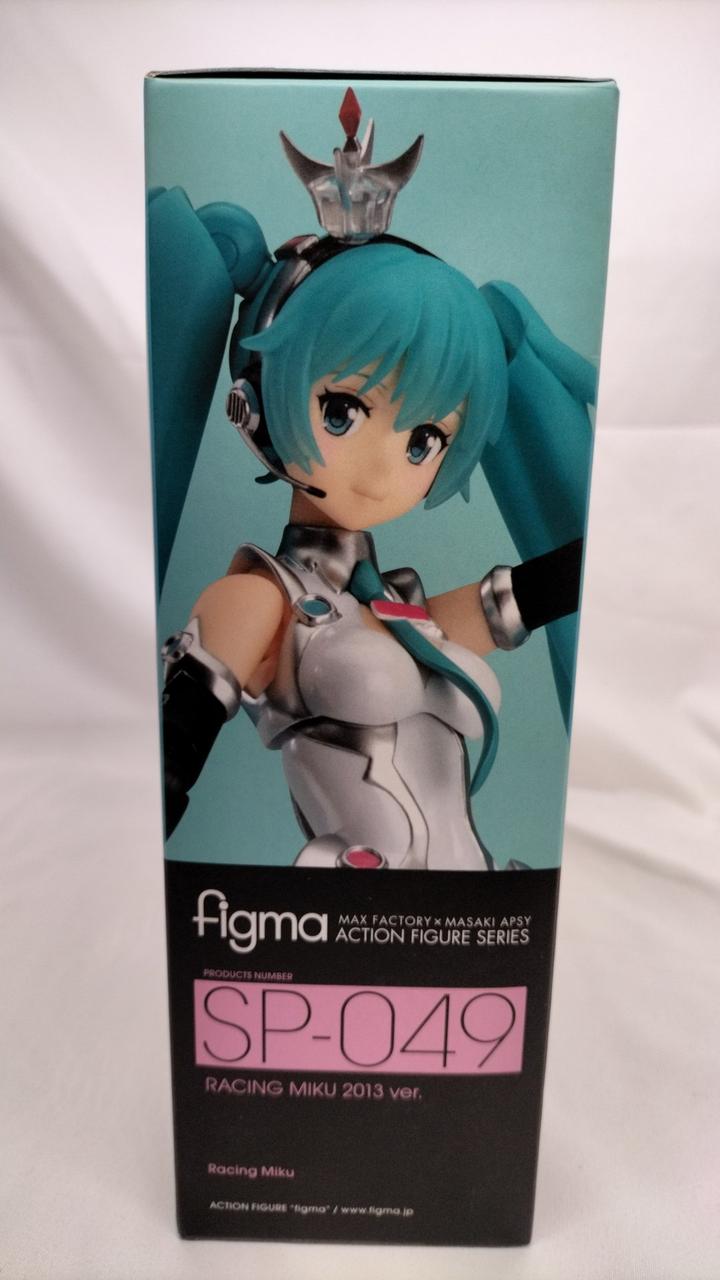 figma
MAX FACTORY × MASAKI APSY
ACTION FIGURE SERIES
PRODUCTS NUMBER
SP-049
RACING MIKU 2013 ver.
Racing Miku
ACTION FIGURE "figma" / www.figma.jp